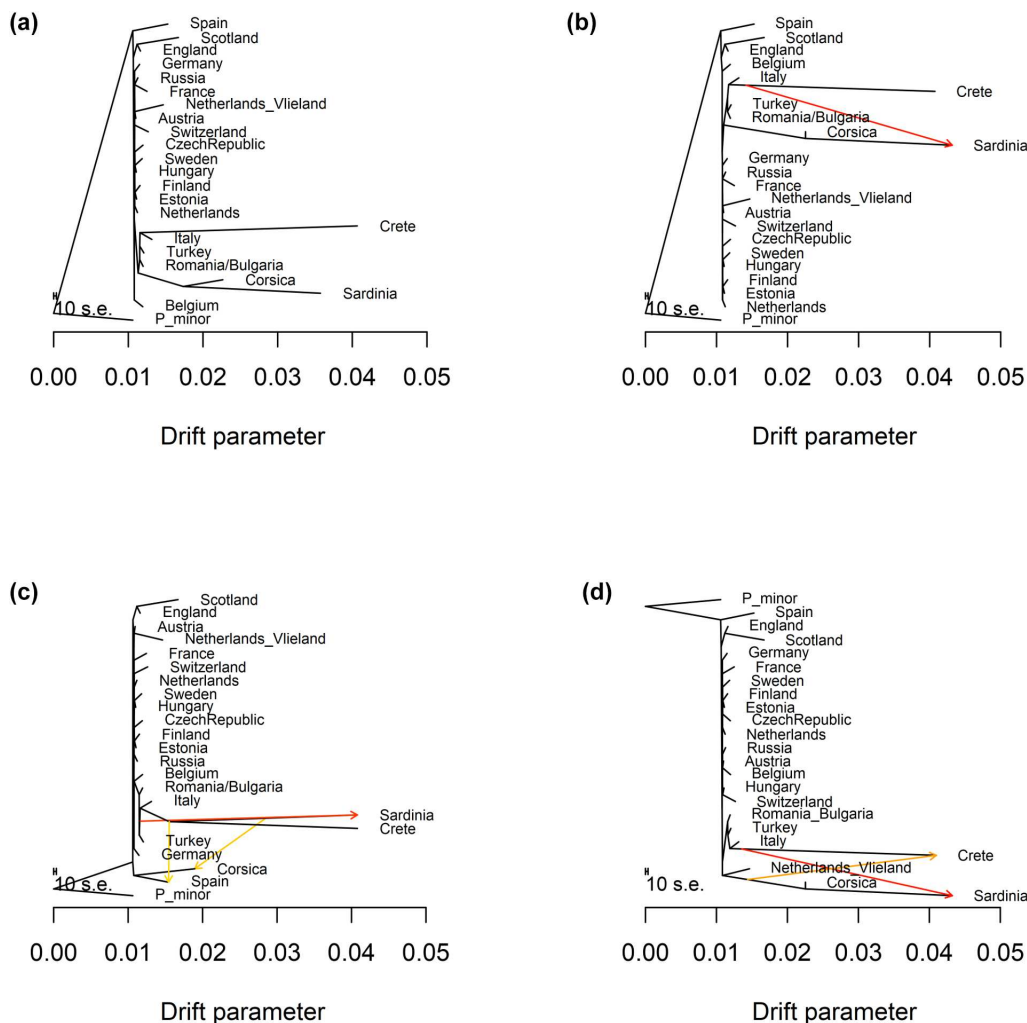 (a)
Spain
Scotland
England
Germany
Russia
France
Netherlands_Vlieland
Austria
Switzerland
CzechRepublic
Sweden
Hungary
Finland
Estonia
Netherlands
Crete
Italy
Turkey
Romania/Bulgaria
Corsica
Sardinia
Belgium
10 s.e.
P_minor
0.00 0.01 0.02 0.03 0.04 0.05
Drift parameter
(b)
Spain
Scotland
England
Belgium
Italy
Crete
Turkey
Romania/Bulgaria
Corsica
Sardinia
Germany
Russia
France
Netherlands_Vlieland
Austria
Switzerland
CzechRepublic
Sweden
Hungary
Finland
Estonia
10 s.e.
Netherlands
P_minor
0.00 0.01 0.02 0.03 0.04 0.05
Drift parameter
(c)
Scotland
England
Austria
Netherlands_Vlieland
France
Switzerland
Netherlands
Sweden
Hungary
CzechRepublic
Finland
Estonia
Russia
Belgium
Romania/Bulgaria
Italy
Sardinia
Crete
Turkey
Germany
Corsica
10 s.e.
Spain
P_minor
0.00 0.01 0.02 0.03 0.04 0.05
Drift parameter
(d)
P_minor
Spain
England
Scotland
Germany
France
Sweden
Finland
Estonia
CzechRepublic
Netherlands
Russia
Austria
Belgium
Hungary
Switzerland
Romania_Bulgaria
Turkey
Italy
Crete
Netherlands_Vlieland
10 s.e.
Corsica
Sardinia
0.00 0.01 0.02 0.03 0.04 0.05
Drift parameter